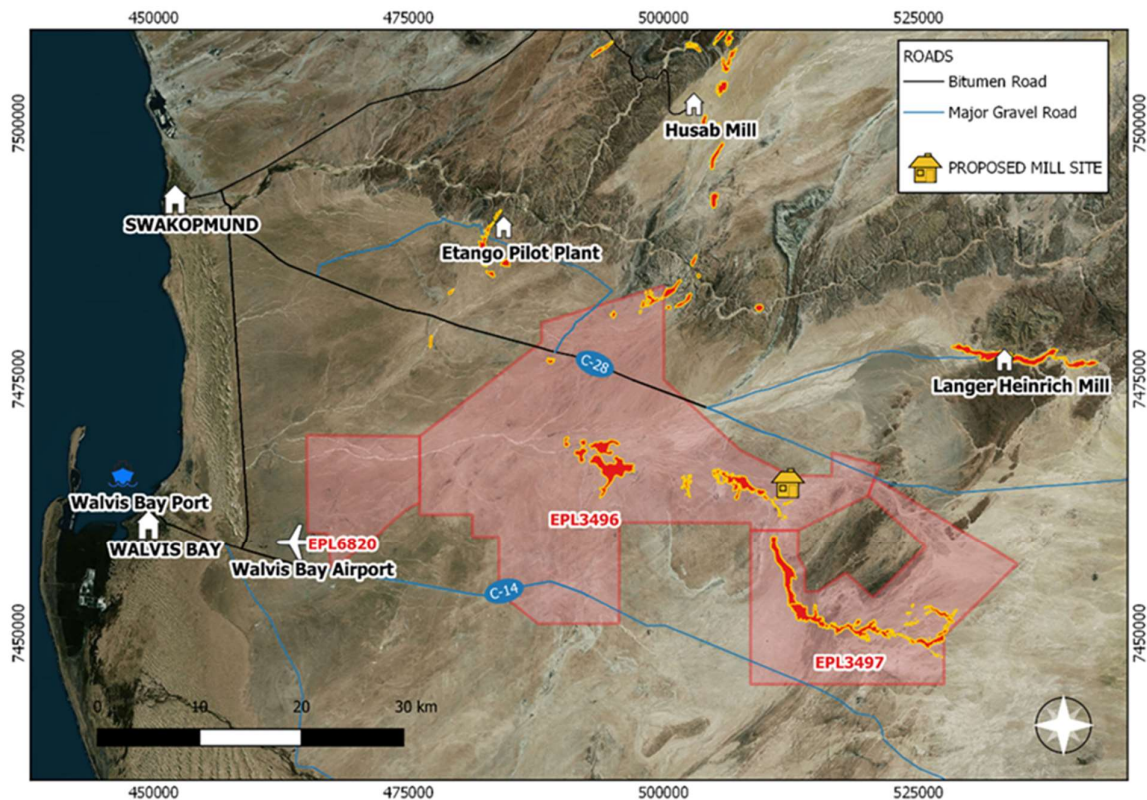 450000
475000
500000
525000
ROADS
Bitumen Road
Major Gravel Road
PROPOSED MILL SITE
7500000
7500000
Husab Mill
SWAKOPMUND
Etango Pilot Plant
C-28
7475000
7475000
Langer Heinrich Mill
Walvis Bay Port
WALVIS BAY
EPL3496
EPL6820
Walvis Bay Airport
C-14
7450000
7450000
EPL3497
0 10 20 30 km
450000
475000
500000
525000